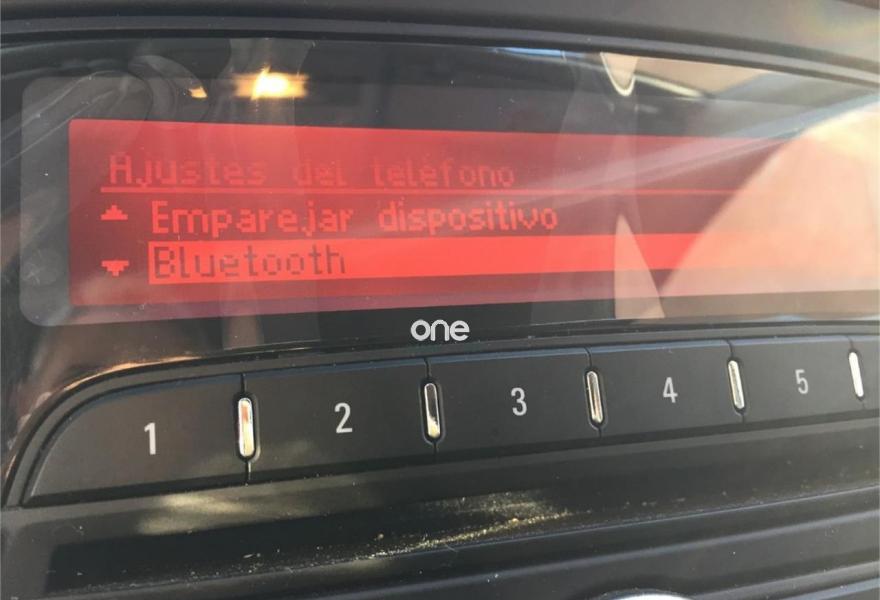 Ajustes del teléfono
Emparejar dispositivo
Bluetooth
one
1 2 3 4 5